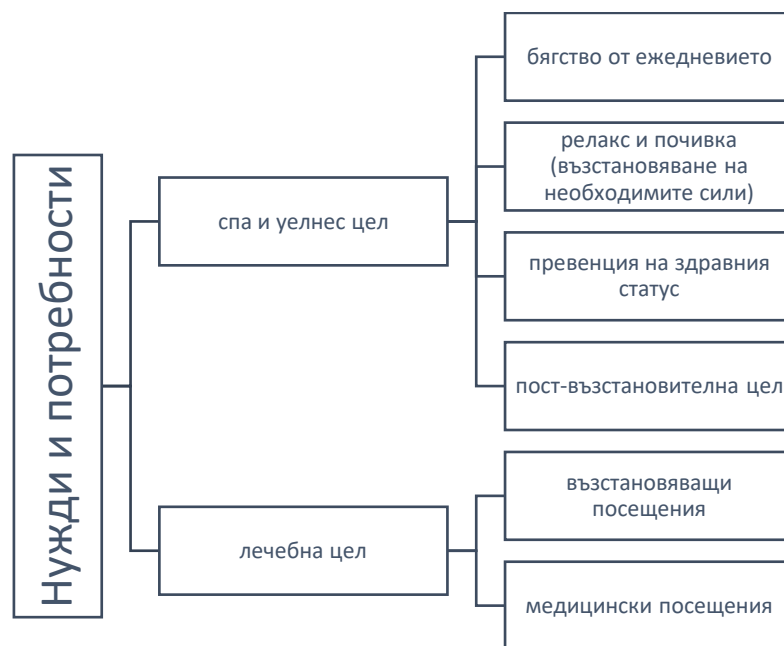 Нужди и потребности
спа и уелнес цел
бягство от ежедневието
релакс и почивка
(възстановяване на
необходимите сили)
превенция на здравния
статус
пост-възстановителна цел
лечебна цел
възстановяващи
посещения
медицински посещения